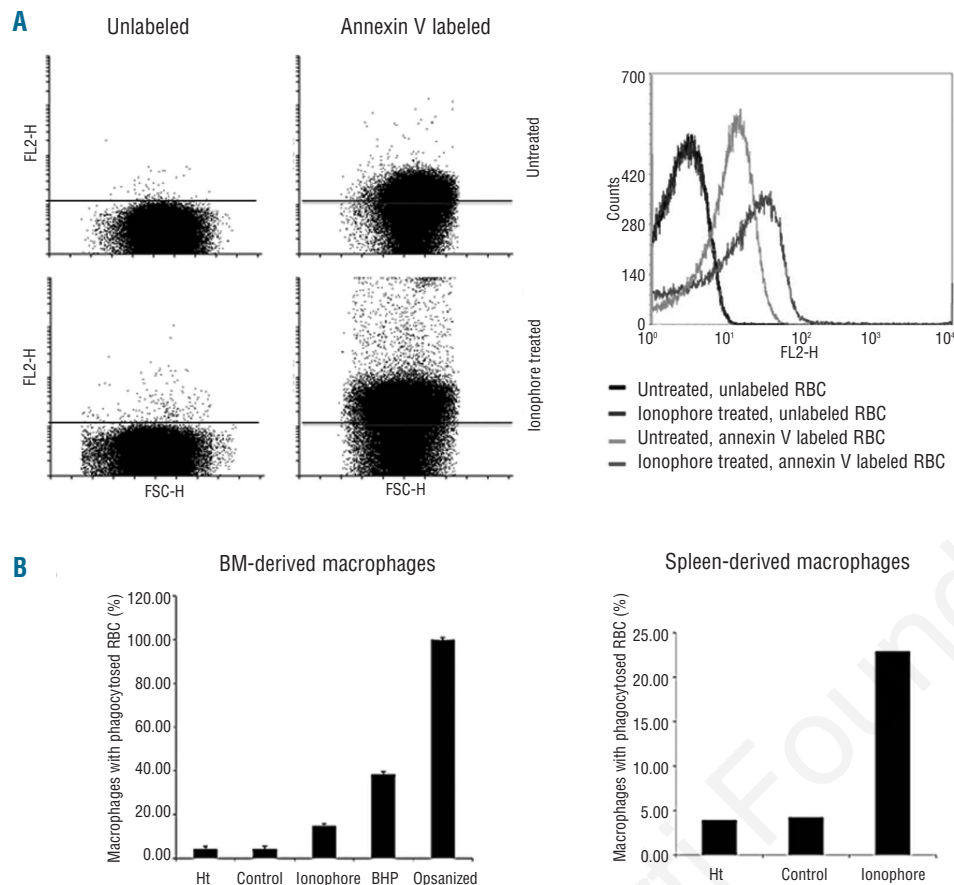 A
Unlabeled
Annexin V labeled
FL2-H
Untreated
FL2-H
Ionophore treated
FSC-H
FSC-H
700
420
280
140
0
Counts
10⁰
10¹
10²
10³
10⁴
FL2-H
Untreated, unlabeled RBC
Ionophore treated, unlabeled RBC
Untreated, annexin V labeled RBC
Ionophore treated, annexin V labeled RBC
B
BM-derived macrophages
Macrophages with phagocytosed RBC (%)
120.00
100.00
80.00
60.00
40.00
20.00
0.00
Ht
Control
Ionophore
BHP
Opsanized
Spleen-derived macrophages
Macrophages with phagocytosed RBC (%)
25.00
20.00
15.00
10.00
5.00
0.00
Ht
Control
Ionophore